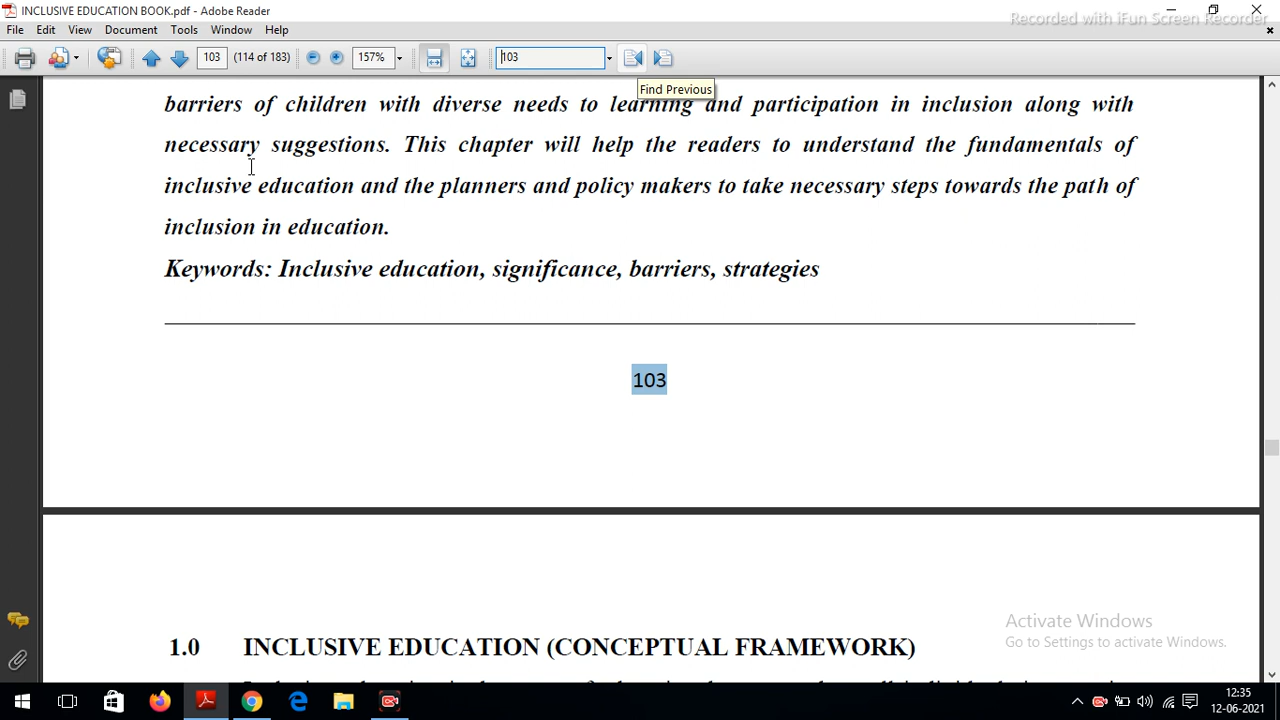 INCLUSIVE EDUCATION BOOK.pdf - Adobe Reader
Recorded with iFun Screen Recorder
File Edit View Document Tools Window Help
103 (114 of 183) 157% 103
Find Previous
barriers of children with diverse needs to learning and participation in inclusion along with
necessary suggestions. This chapter will help the readers to understand the fundamentals of
inclusive education and the planners and policy makers to take necessary steps towards the path of
inclusion in education.
Keywords: Inclusive education, significance, barriers, strategies
103
1.0 INCLUSIVE EDUCATION (CONCEPTUAL FRAMEWORK)
Activate Windows
Go to Settings to activate Windows.
12:35
12-06-2021